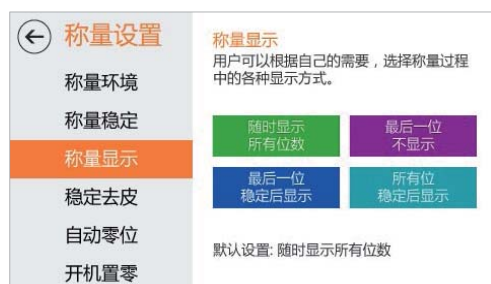 称量设置
称量环境
称量稳定
称量显示
稳定去皮
自动零位
开机置零
称量显示
用户可以根据自己的需要，选择称量过程
中的各种显示方式。
随时显示
所有位数
最后一位
不显示
最后一位
稳定后显示
所有位
稳定后显示
默认设置: 随时显示所有位数